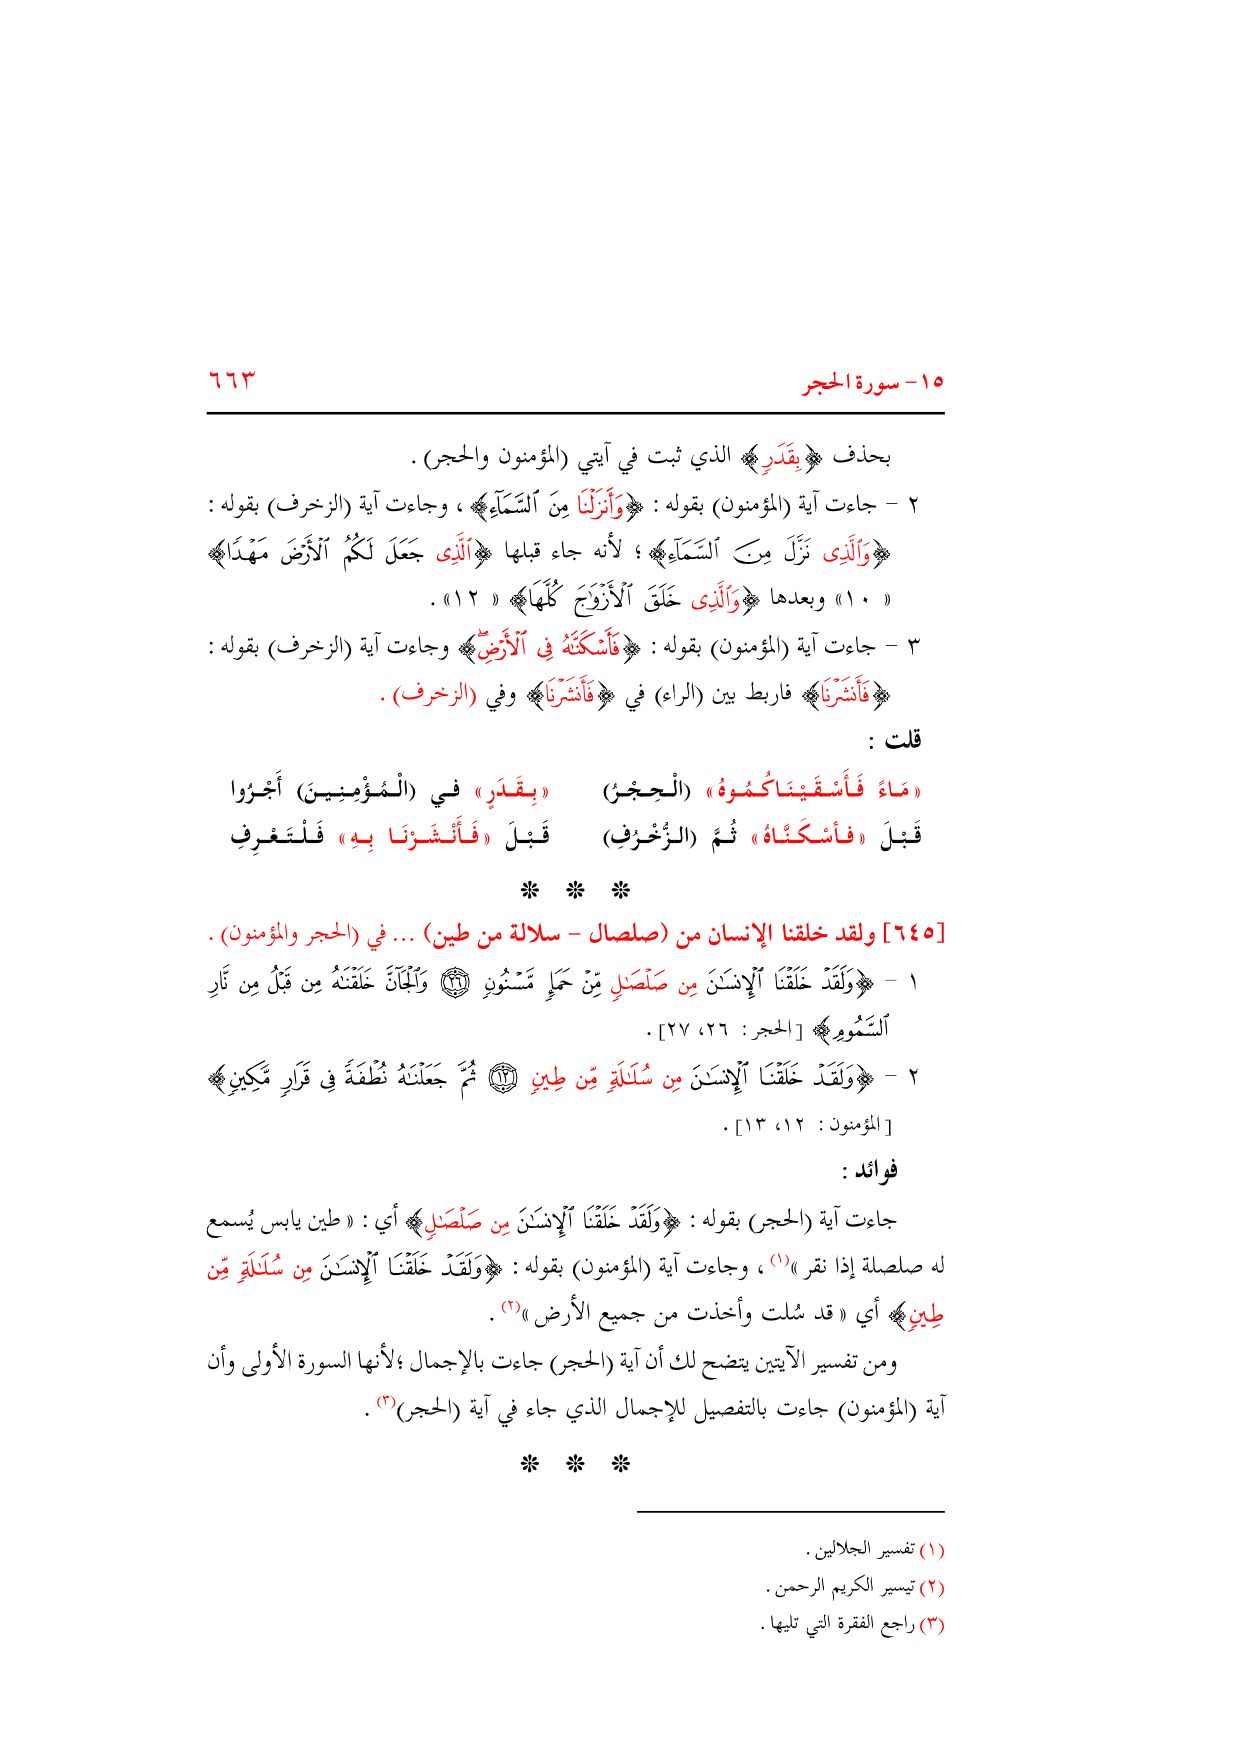 ١٥- سورة الحجر ٦٦٣
بحذف ﴿بِقَدَرٍ﴾ الذي ثبت في آيتي (المؤمنون والحجر) .
٢ - جاءت آية (المؤمنون) بقوله : ﴿وَأَنزَلْنَا مِنَ ٱلسَّمَآءِ﴾ ، وجاءت آية (الزخرف) بقوله :
﴿وَٱلَّذِى نَزَّلَ مِنَ ٱلسَّمَآءِ﴾ ؛ لأنه جاء قبلها ﴿ٱلَّذِى جَعَلَ لَكُمُ ٱلْأَرْضَ مَهْدًا﴾
« ١٠» وبعدها ﴿وَٱلَّذِى خَلَقَ ٱلْأَزْوَٰجَ كُلَّهَا﴾ « ١٢» .
٣ - جاءت آية (المؤمنون) بقوله : ﴿فَأَسْكَنَّٰهُ فِى ٱلْأَرْضِۖ﴾ وجاءت آية (الزخرف) بقوله :
﴿فَأَنشَرْنَا﴾ فاربط بين (الراء) في ﴿فَأَنشَرْنَا﴾ وفي (الزخرف) .
قلت :
«مَاءً فَأَسْقَيْنَاكُمُوهُ» (الْحِجْرُ) «بِقَدَرٍ» في (الْمُؤْمِنِينَ) أَجْرُوا
قَبْلَ «فأسْكَنَّاهُ» ثُمَّ (الزُّخْرُفِ) قَبْلَ «فَأَنْشَرْنَا بِهِ» فَلْتَعْرِفِ
❊ ❊ ❊
[٦٤٥] ولقد خلقنا الإنسان من (صلصال - سلالة من طين) ... في (الحجر والمؤمنون) .
١ - ﴿وَلَقَدْ خَلَقْنَا ٱلْإِنسَٰنَ مِن صَلْصَٰلٍ مِّنْ حَمَإٍ مَّسْنُونٍ ٢٦ وَٱلْجَآنَّ خَلَقْنَٰهُ مِن قَبْلُ مِن نَّارِ
ٱلسَّمُومِ﴾ [الحجر : ٢٦، ٢٧] .
٢ - ﴿وَلَقَدْ خَلَقْنَا ٱلْإِنسَٰنَ مِن سُلَٰلَةٍ مِّن طِينٍ ١٢ ثُمَّ جَعَلْنَٰهُ نُطْفَةً فِى قَرَارٍ مَّكِينٍ﴾
[المؤمنون : ١٢، ١٣] .
فوائد :
جاءت آية (الحجر) بقوله : ﴿وَلَقَدْ خَلَقْنَا ٱلْإِنسَٰنَ مِن صَلْصَٰلٍ﴾ أي : « طين يابس يُسمع
له صلصلة إذا نقر »(١) ، وجاءت آية (المؤمنون) بقوله : ﴿وَلَقَدْ خَلَقْنَا ٱلْإِنسَٰنَ مِن سُلَٰلَةٍ مِّن
طِينٍ﴾ أي « قد سُلت وأخذت من جميع الأرض »(٢) .
ومن تفسير الآيتين يتضح لك أن آية (الحجر) جاءت بالإجمال ؛لأنها السورة الأولى وأن
آية (المؤمنون) جاءت بالتفصيل للإجمال الذي جاء في آية (الحجر)(٣) .
❊ ❊ ❊
(١) تفسير الجلالين .
(٢) تيسير الكريم الرحمن .
(٣) راجع الفقرة التي تليها .